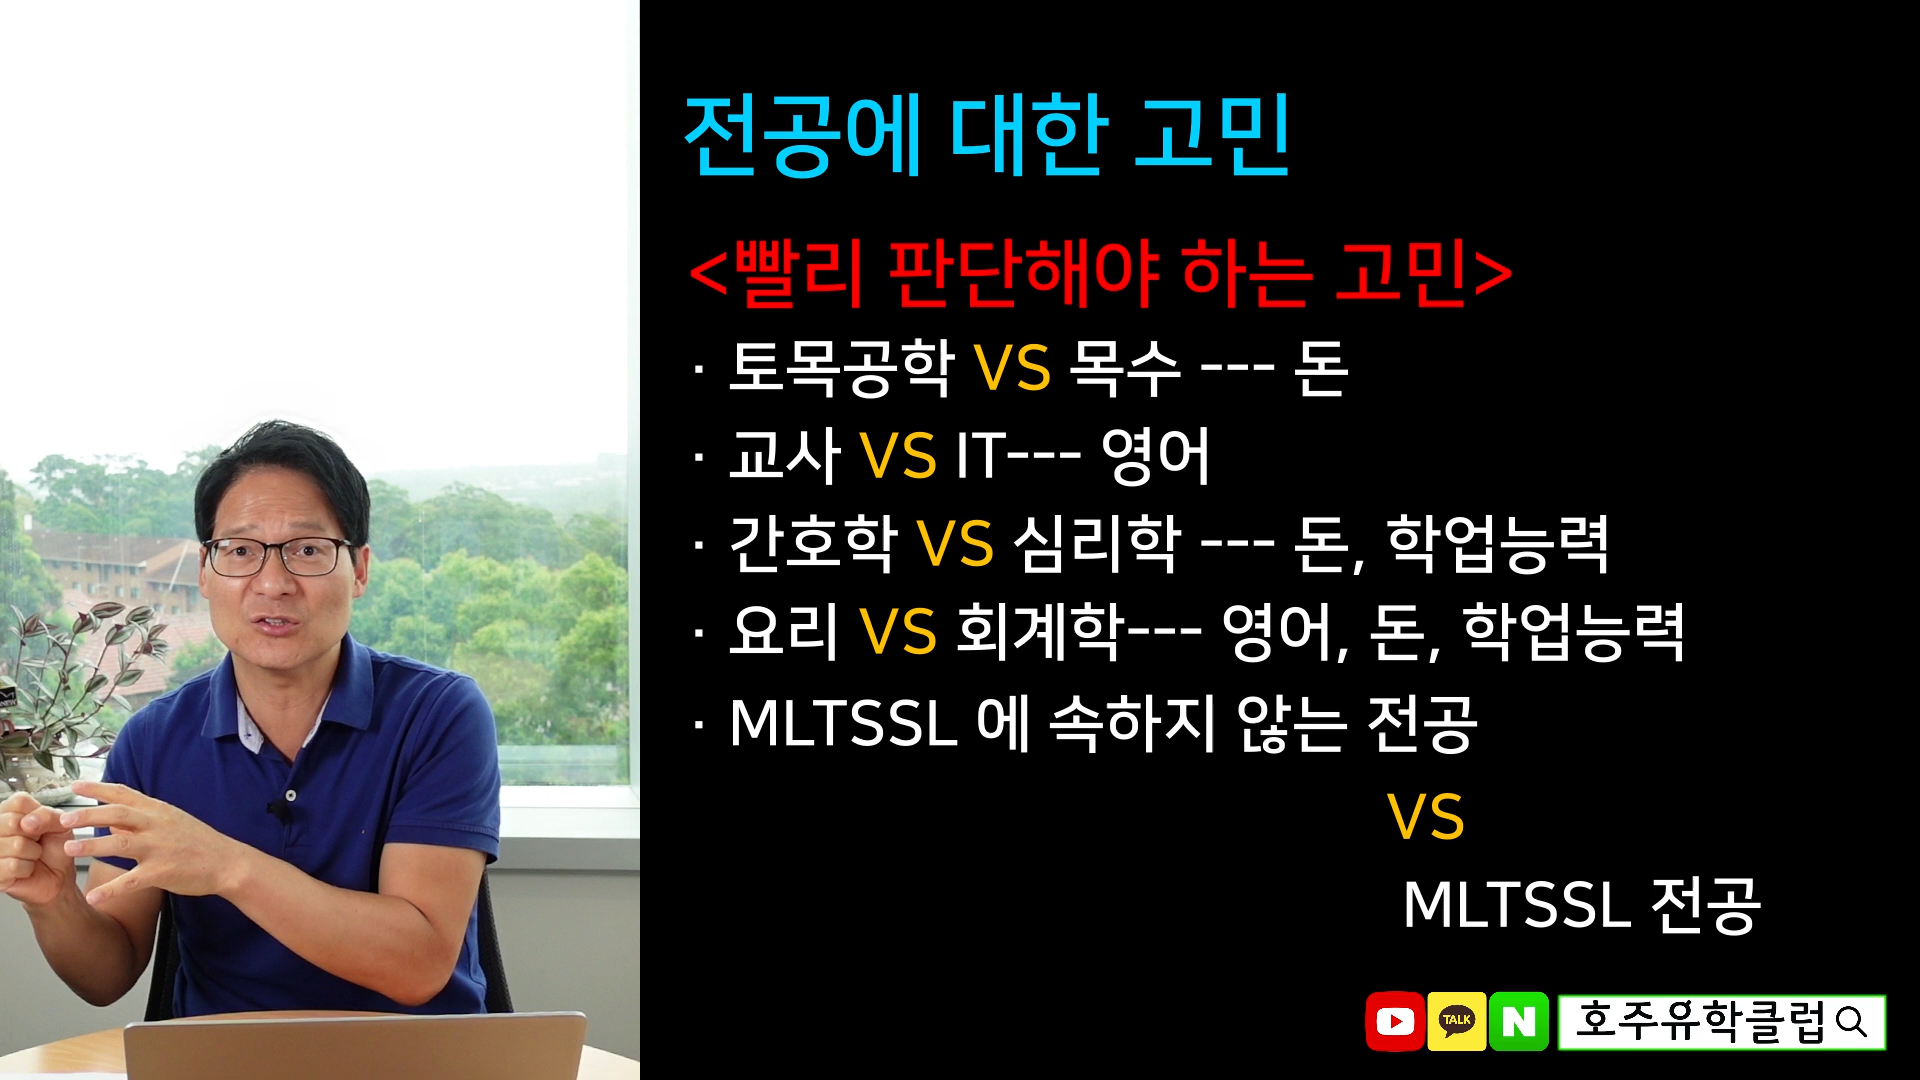 전공에 대한 고민
<빨리 판단해야 하는 고민>
· 토목공학 VS 목수 --- 돈
· 교사 VS IT--- 영어
· 간호학 VS 심리학 --- 돈, 학업능력
· 요리 VS 회계학--- 영어, 돈, 학업능력
· MLTSSL 에 속하지 않는 전공
VS
MLTSSL 전공
TALK N 호주유학클럽